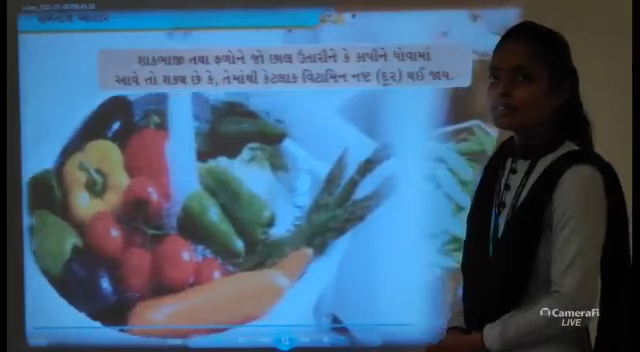 શાકભાજી તથા ફળોને જો છાલ ઉતારીને કે કાપીને ધોવામાં
આવે તો શક્ય છે કે, તેમાંથી કેટલાક વિટામિન નષ્ટ (દૂર) થઈ જાય.
CameraFi
LIVE